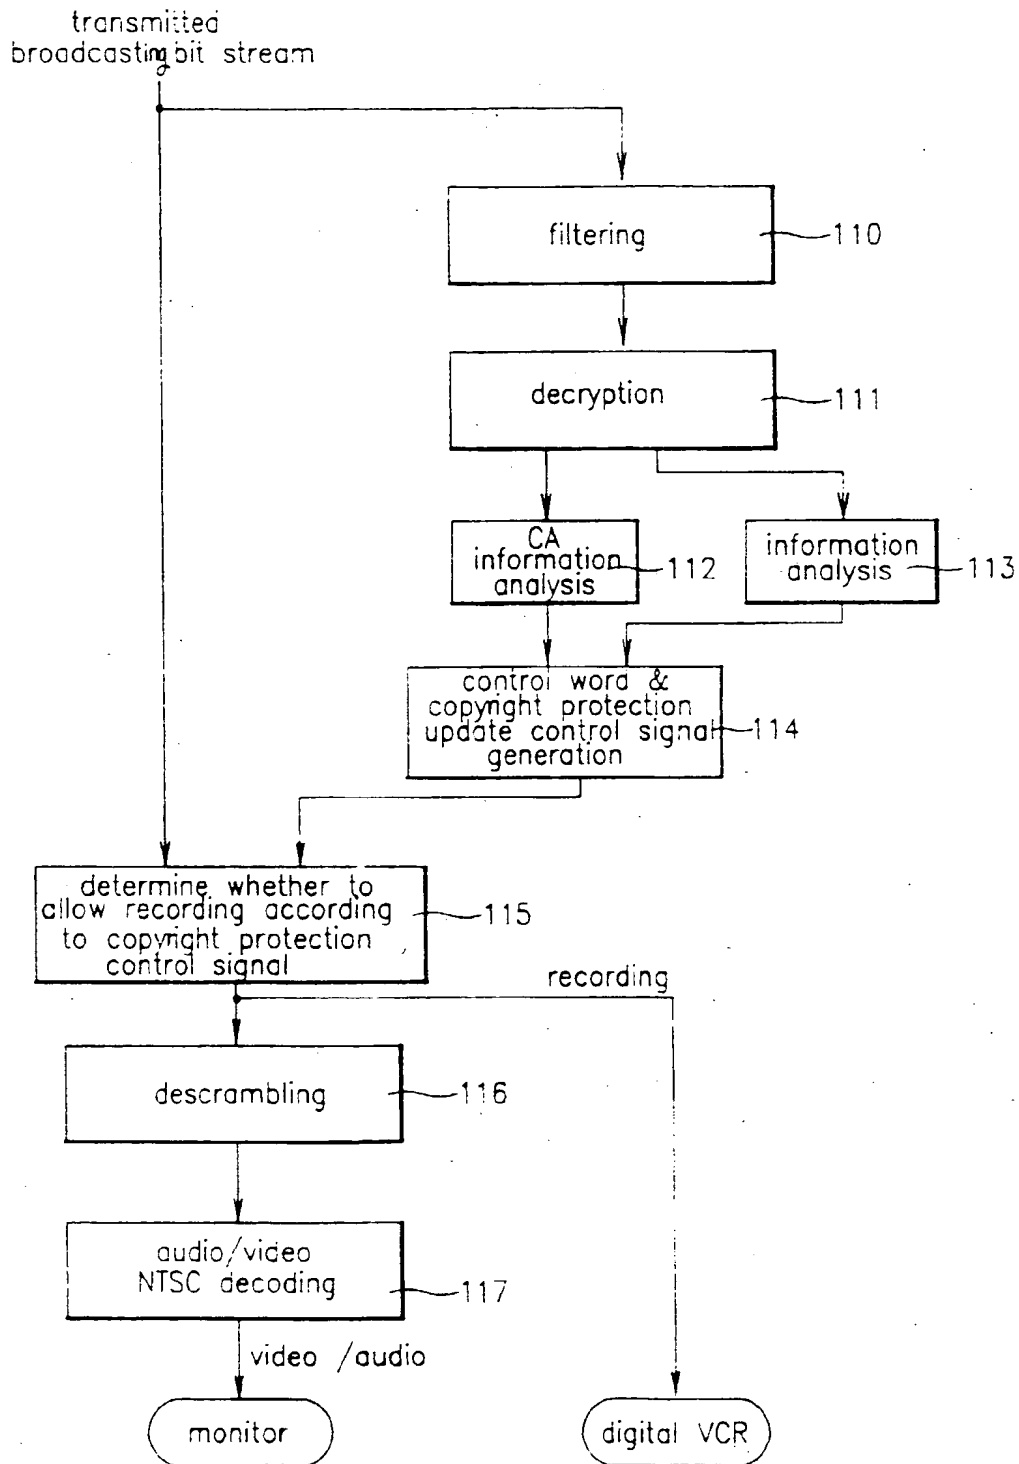 transmitted
broadcasting bit stream
filtering
110
decryption
111
CA
information
analysis
112
information
analysis
113
control word &
copyright protection
update control signal
generation
114
determine whether to
allow recording according
to copyright protection
control signal
115
recording
descrambling
116
audio/video
NTSC decoding
117
video /audio
monitor
digital VCR